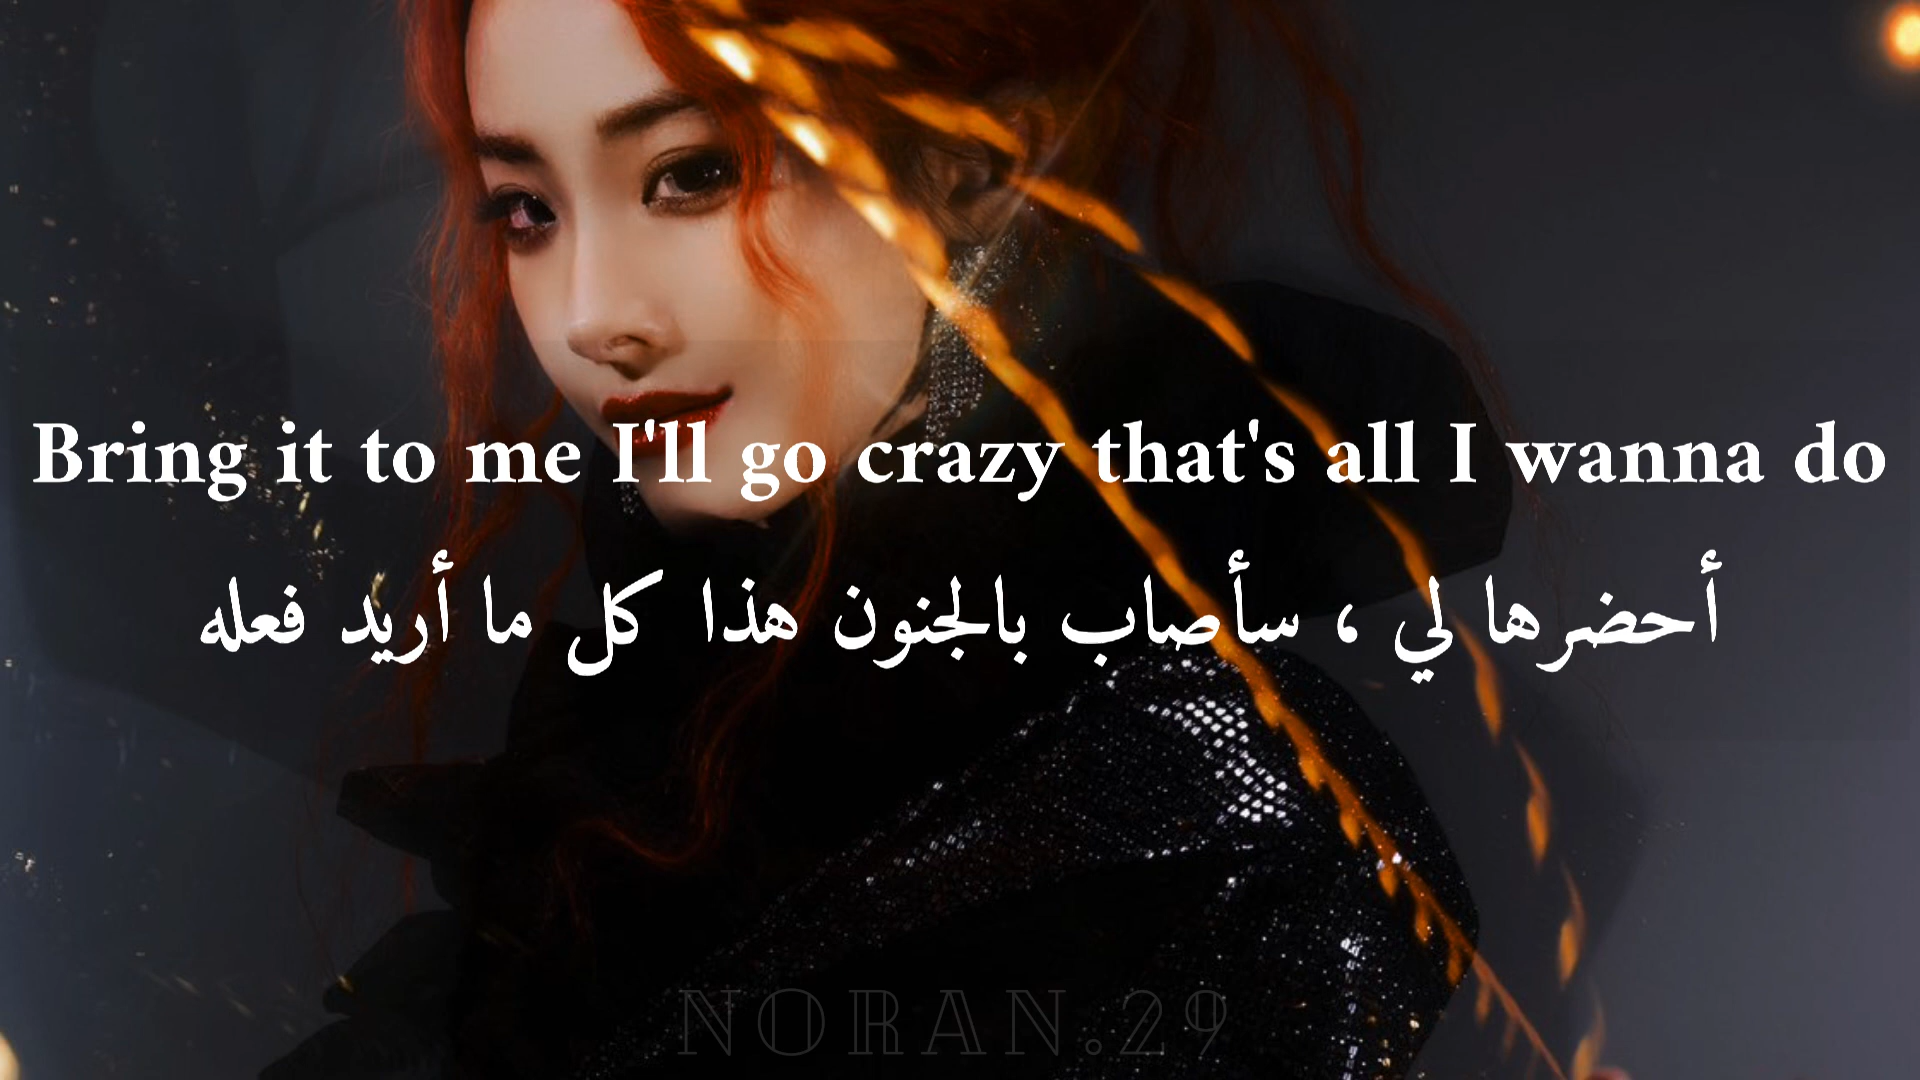 Bring it to me I'll go crazy that's all I wanna do
أحضرها لي ، سأصاب بالجنون هذا كل ما أريد فعله
NORAN.29